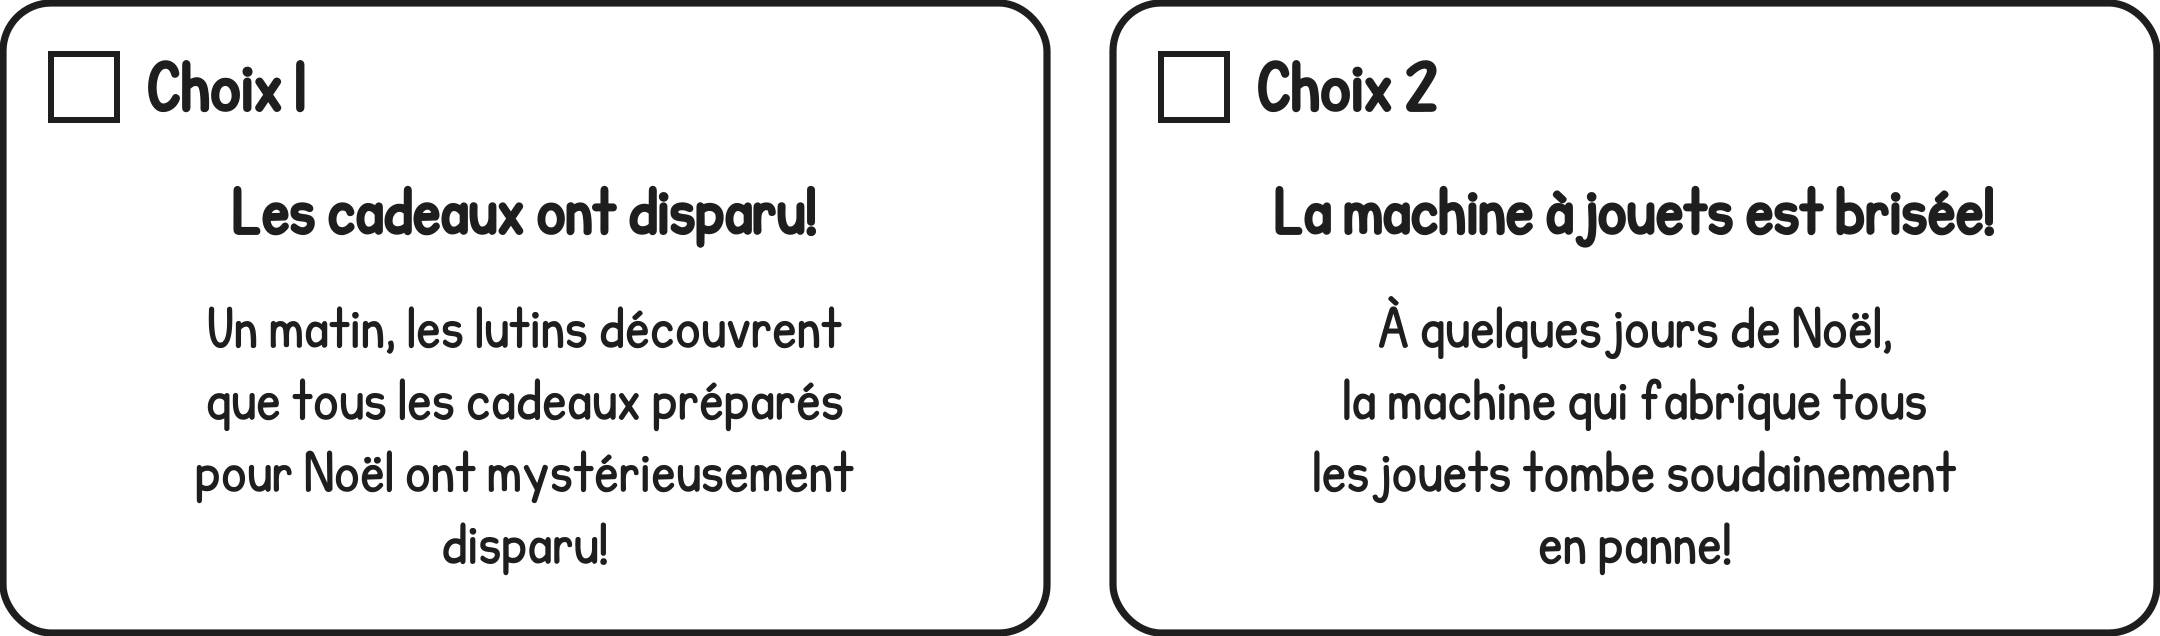 Choix 1
Les cadeaux ont disparu!
Un matin, les lutins découvrent
que tous les cadeaux préparés
pour Noël ont mystérieusement
disparu!
Choix 2
La machine à jouets est brisée!
À quelques jours de Noël,
la machine qui fabrique tous
les jouets tombe soudainement
en panne!